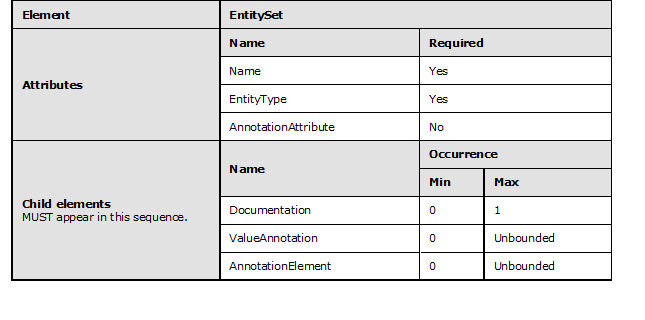 Element EntitySet
Attributes
Name Required
Name Yes
EntityType Yes
AnnotationAttribute No
Child elements
MUST appear in this sequence.
Name
Occurrence
Min Max
Documentation 0 1
ValueAnnotation 0 Unbounded
AnnotationElement 0 Unbounded